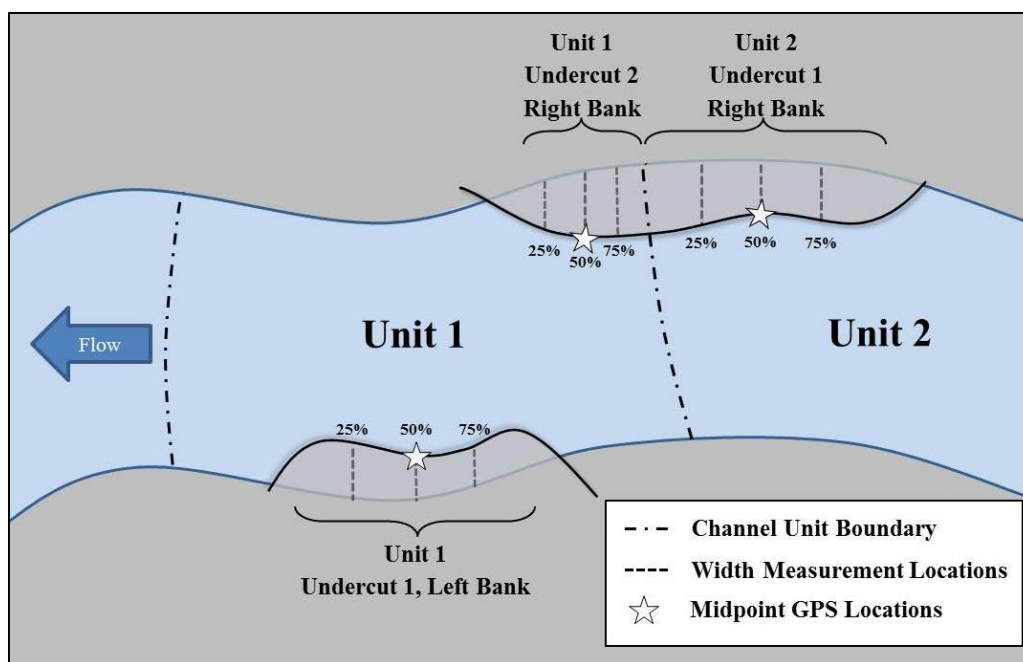 Unit 1
Undercut 2
Right Bank
Unit 2
Undercut 1
Right Bank
25%
50%
75%
25%
50%
75%
Unit 1
Unit 2
Flow
25%
50%
75%
Unit 1
Undercut 1, Left Bank
Channel Unit Boundary
Width Measurement Locations
Midpoint GPS Locations